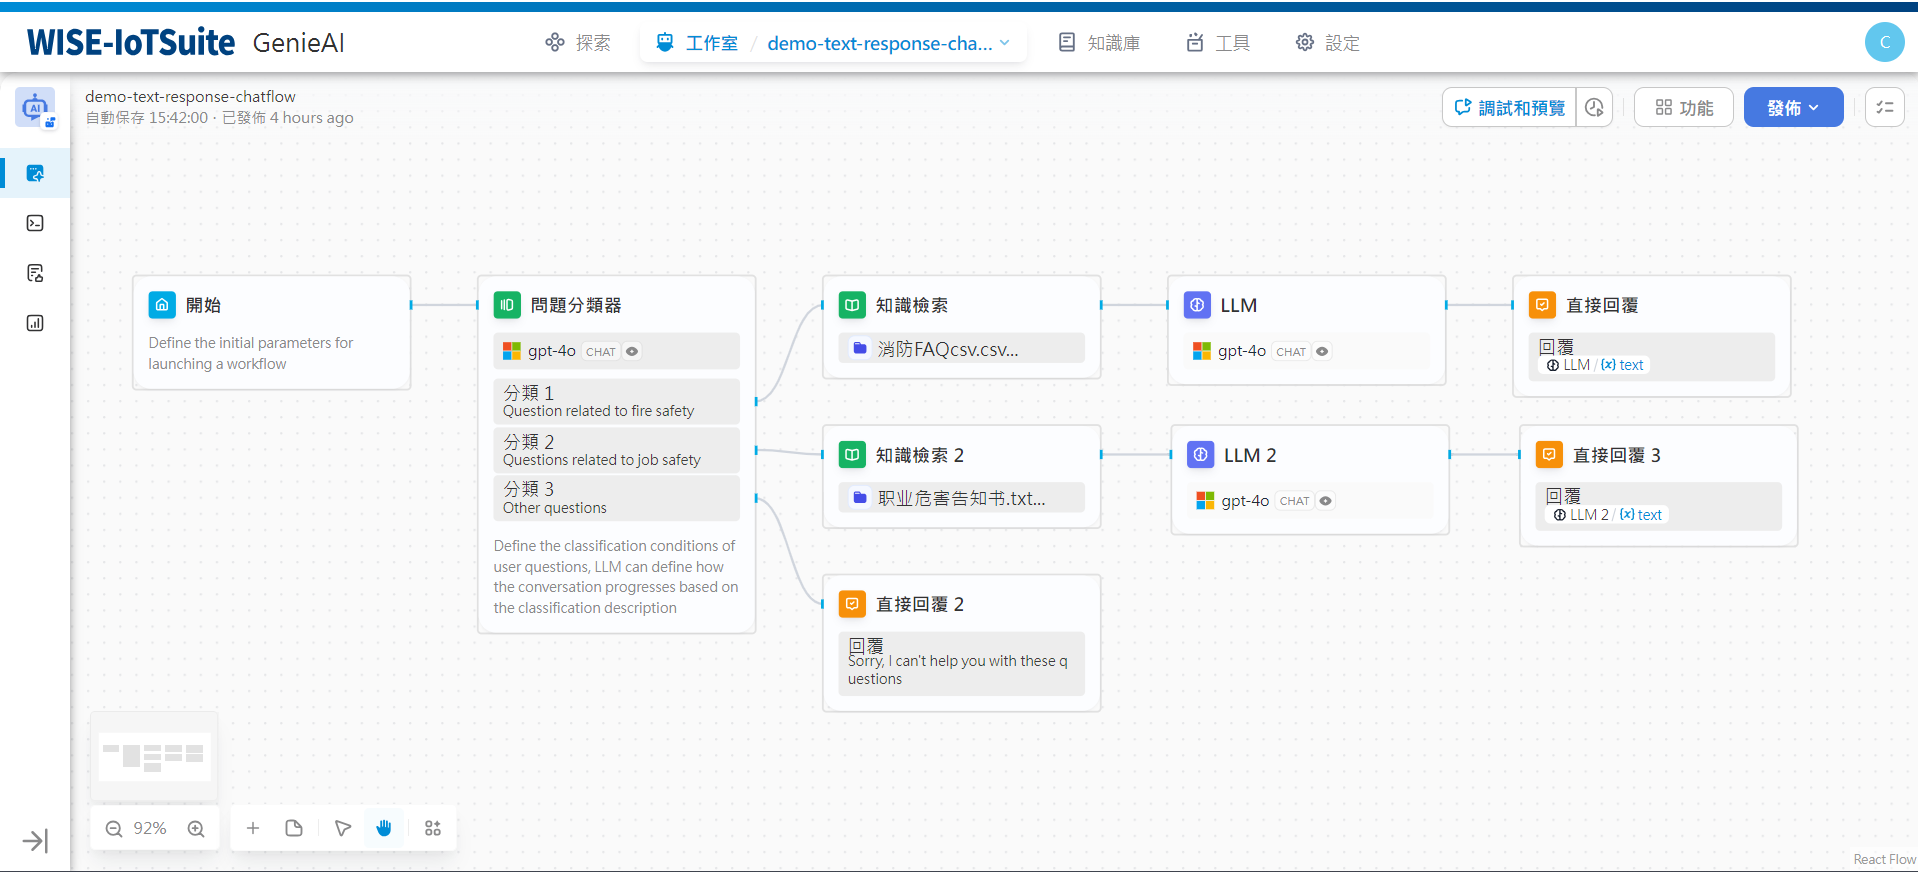 WISE-IoTSuite GenieAI
探索
工作室 / demo-text-response-cha...
知識庫
工具
設定
C
demo-text-response-chatflow
自動保存 15:42:00 · 已發佈 4 hours ago
調試和預覽
功能
發佈
開始
Define the initial parameters for
launching a workflow
問題分類器
gpt-4o CHAT
分類 1
Question related to fire safety
分類 2
Questions related to job safety
分類 3
Other questions
Define the classification conditions of
user questions, LLM can define how
the conversation progresses based on
the classification description
知識檢索
消防FAQcsv.csv...
LLM
gpt-4o CHAT
直接回覆
回覆
LLM / {x} text
知識檢索 2
职业危害告知书.txt...
LLM 2
gpt-4o CHAT
直接回覆 3
回覆
LLM 2 / {x} text
直接回覆 2
回覆
Sorry, I can't help you with these q
uestions
92%
React Flow